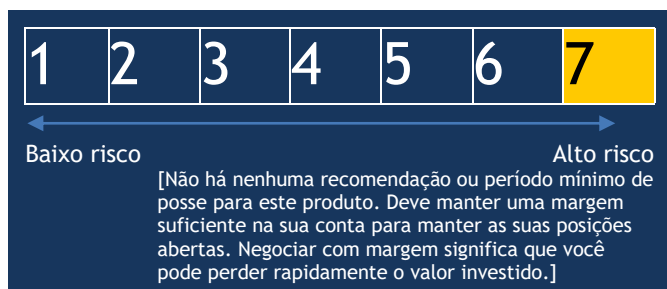 1 2 3 4 5 6 7
Baixo risco Alto risco
[Não há nenhuma recomendação ou período mínimo de
posse para este produto. Deve manter uma margem
suficiente na sua conta para manter as suas posições
abertas. Negociar com margem significa que você
pode perder rapidamente o valor investido.]